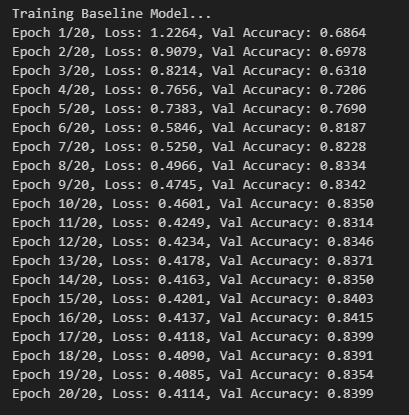 Training Baseline Model...
Epoch 1/20, Loss: 1.2264, Val Accuracy: 0.6864
Epoch 2/20, Loss: 0.9079, Val Accuracy: 0.6978
Epoch 3/20, Loss: 0.8214, Val Accuracy: 0.6310
Epoch 4/20, Loss: 0.7656, Val Accuracy: 0.7206
Epoch 5/20, Loss: 0.7383, Val Accuracy: 0.7690
Epoch 6/20, Loss: 0.5846, Val Accuracy: 0.8187
Epoch 7/20, Loss: 0.5250, Val Accuracy: 0.8228
Epoch 8/20, Loss: 0.4966, Val Accuracy: 0.8334
Epoch 9/20, Loss: 0.4745, Val Accuracy: 0.8342
Epoch 10/20, Loss: 0.4601, Val Accuracy: 0.8350
Epoch 11/20, Loss: 0.4249, Val Accuracy: 0.8314
Epoch 12/20, Loss: 0.4234, Val Accuracy: 0.8346
Epoch 13/20, Loss: 0.4178, Val Accuracy: 0.8371
Epoch 14/20, Loss: 0.4163, Val Accuracy: 0.8350
Epoch 15/20, Loss: 0.4201, Val Accuracy: 0.8403
Epoch 16/20, Loss: 0.4137, Val Accuracy: 0.8415
Epoch 17/20, Loss: 0.4118, Val Accuracy: 0.8399
Epoch 18/20, Loss: 0.4090, Val Accuracy: 0.8391
Epoch 19/20, Loss: 0.4085, Val Accuracy: 0.8354
Epoch 20/20, Loss: 0.4114, Val Accuracy: 0.8399